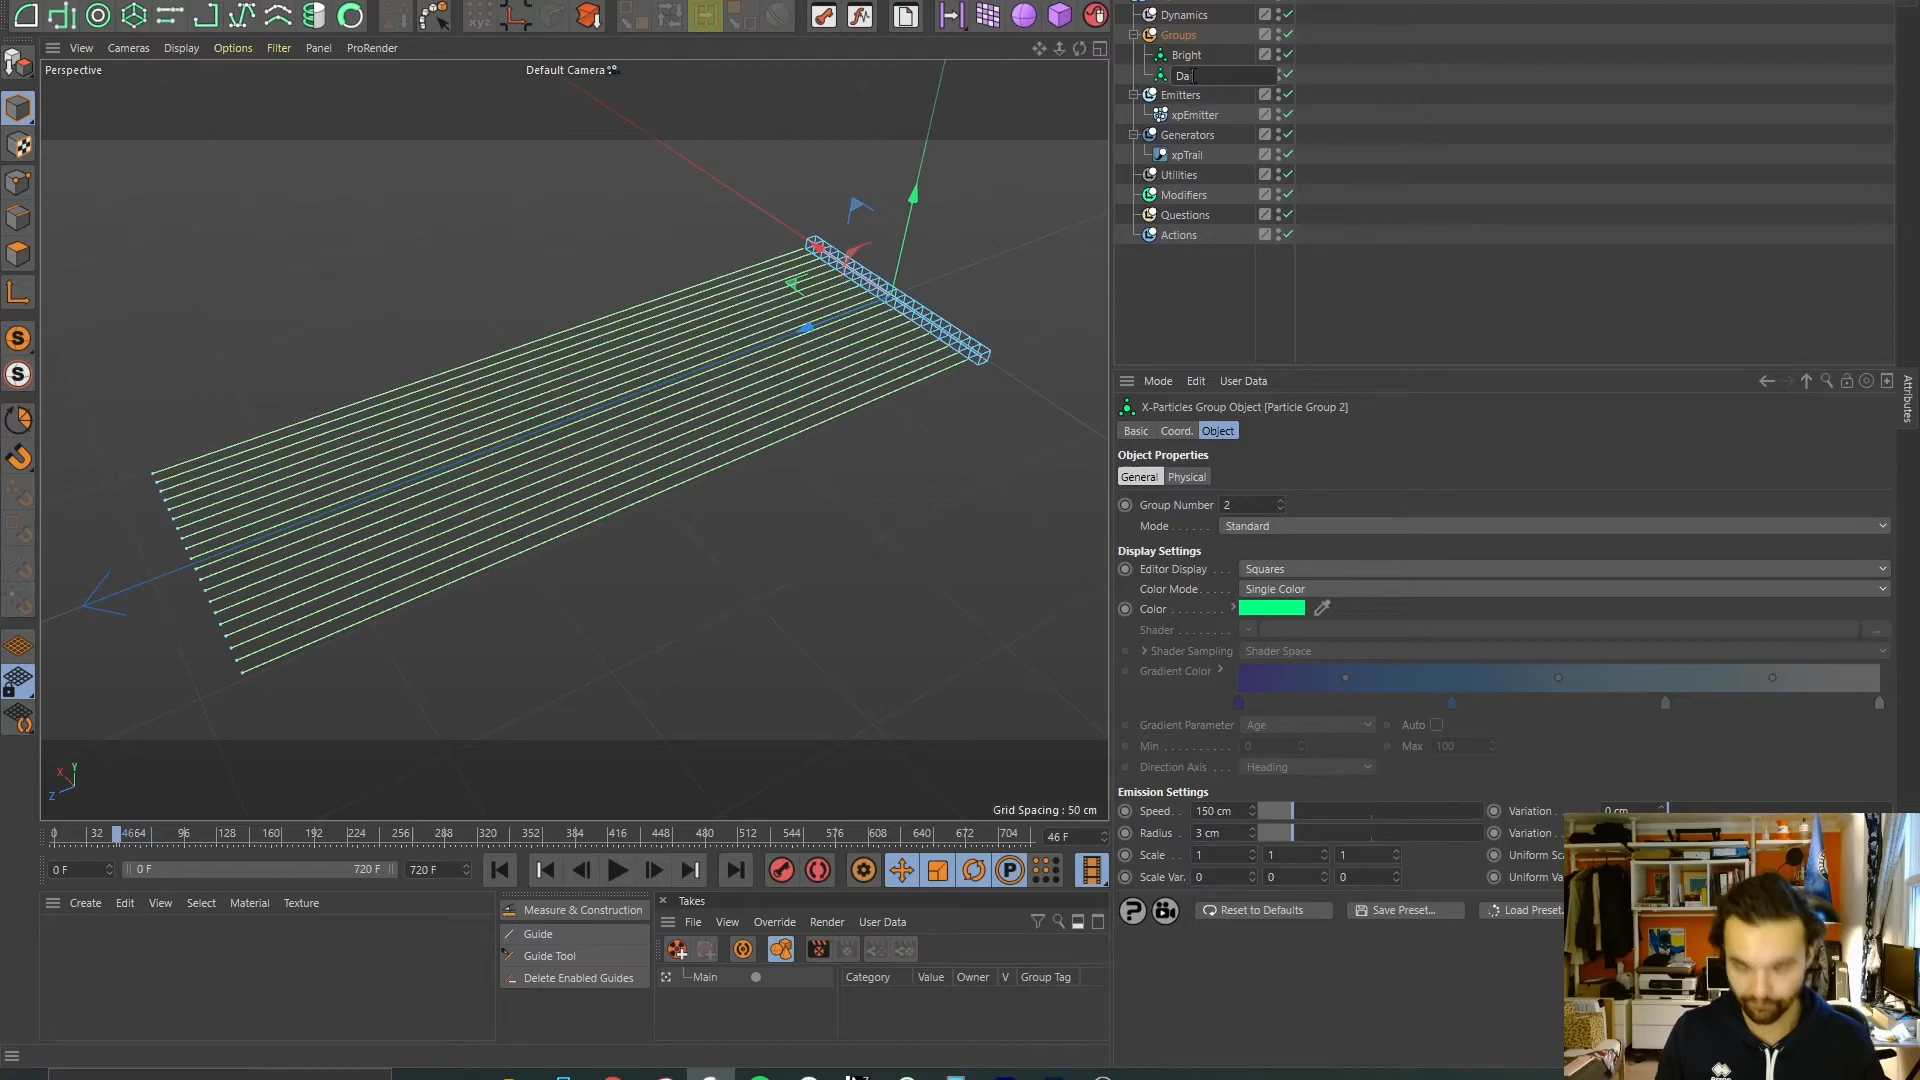 View Cameras Display Options Filter Panel ProRender
Perspective
Default Camera
Grid Spacing : 50 cm
X
Y
Z
0 32 4664 96 128 160 192 224 256 288 320 352 384 416 448 480 512 544 576 608 640 672 704
46 F
0 F
0 F
720 F
720 F
Create Edit View Select Material Texture
Measure & Construction
Guide
Guide Tool
Delete Enabled Guides
Takes
File View Override Render User Data
Main
Category Value Owner V Group Tag
Dynamics
Groups
Bright
Da
Emitters
xpEmitter
Generators
xpTrail
Utilities
Modifiers
Questions
Actions
Mode Edit User Data
Attributes
X-Particles Group Object [Particle Group 2]
Basic Coord. Object
Object Properties
General Physical
Group Number 2
Mode . . . . . . Standard
Display Settings
Editor Display . . . Squares
Color Mode . . . . Single Color
Color . . . . . . . .
Shader . . . . . . .
Shader Sampling Shader Space
Gradient Color
Gradient Parameter Age Auto
Min . . . . . . . . . 0 Max 100
Direction Axis . . . Heading
Emission Settings
Speed . 150 cm Variation . 0 cm
Radius . 3 cm Variation .
Scale . . 1 1 1 Uniform Sc
Scale Var. 0 0 0 Uniform Va
Reset to Defaults Save Preset... Load Preset.